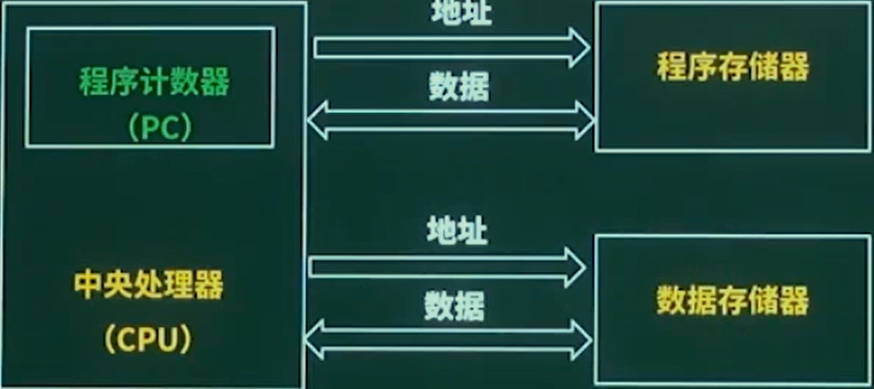 地址
程序计数器
(PC)
程序存储器
数据
地址
中央处理器
(CPU)
数据存储器
数据